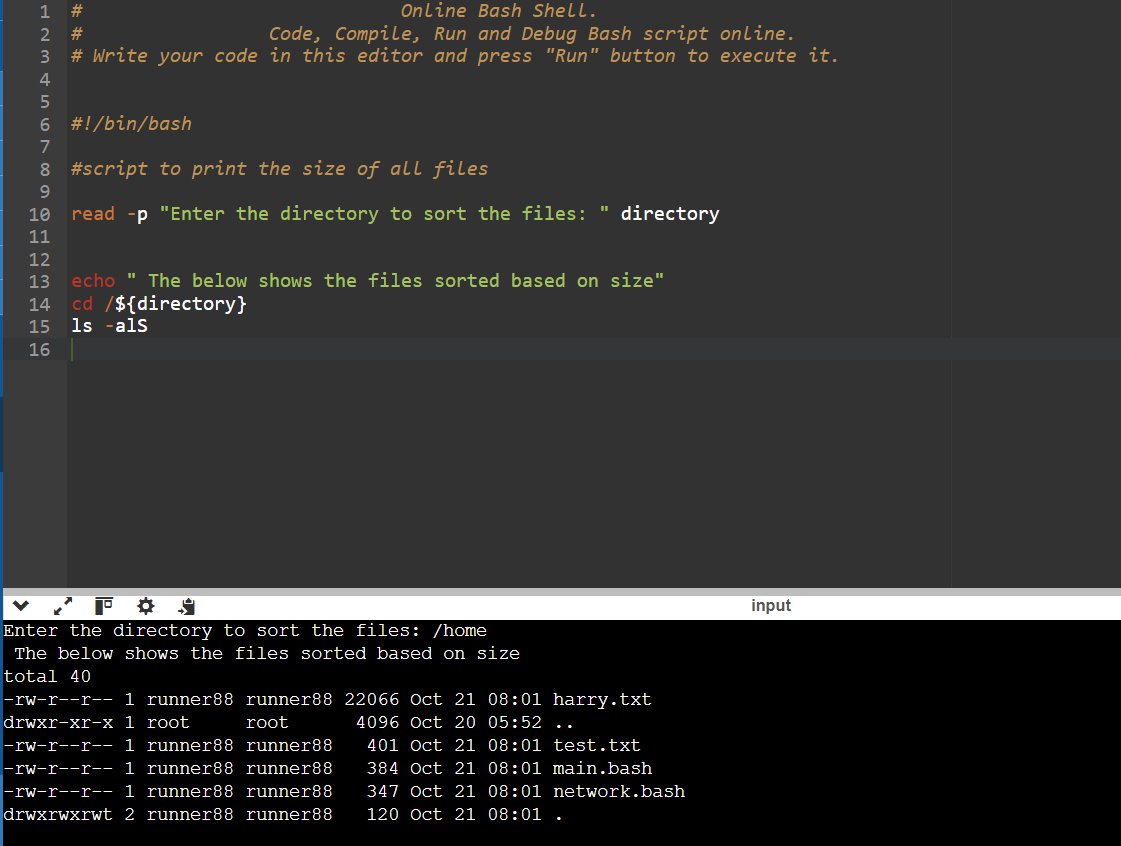 1 # Online Bash Shell.
2 # Code, Compile, Run and Debug Bash script online.
3 # Write your code in this editor and press "Run" button to execute it.
4
5
6 #!/bin/bash
7
8 #script to print the size of all files
9
10 read -p "Enter the directory to sort the files: " directory
11
12
13 echo " The below shows the files sorted based on size"
14 cd /${directory}
15 ls -alS
16
input
Enter the directory to sort the files: /home
 The below shows the files sorted based on size
total 40
-rw-r--r-- 1 runner88 runner88 22066 Oct 21 08:01 harry.txt
drwxr-xr-x 1 root     root      4096 Oct 20 05:52 ..
-rw-r--r-- 1 runner88 runner88   401 Oct 21 08:01 test.txt
-rw-r--r-- 1 runner88 runner88   384 Oct 21 08:01 main.bash
-rw-r--r-- 1 runner88 runner88   347 Oct 21 08:01 network.bash
drwxrwxrwt 2 runner88 runner88   120 Oct 21 08:01 .